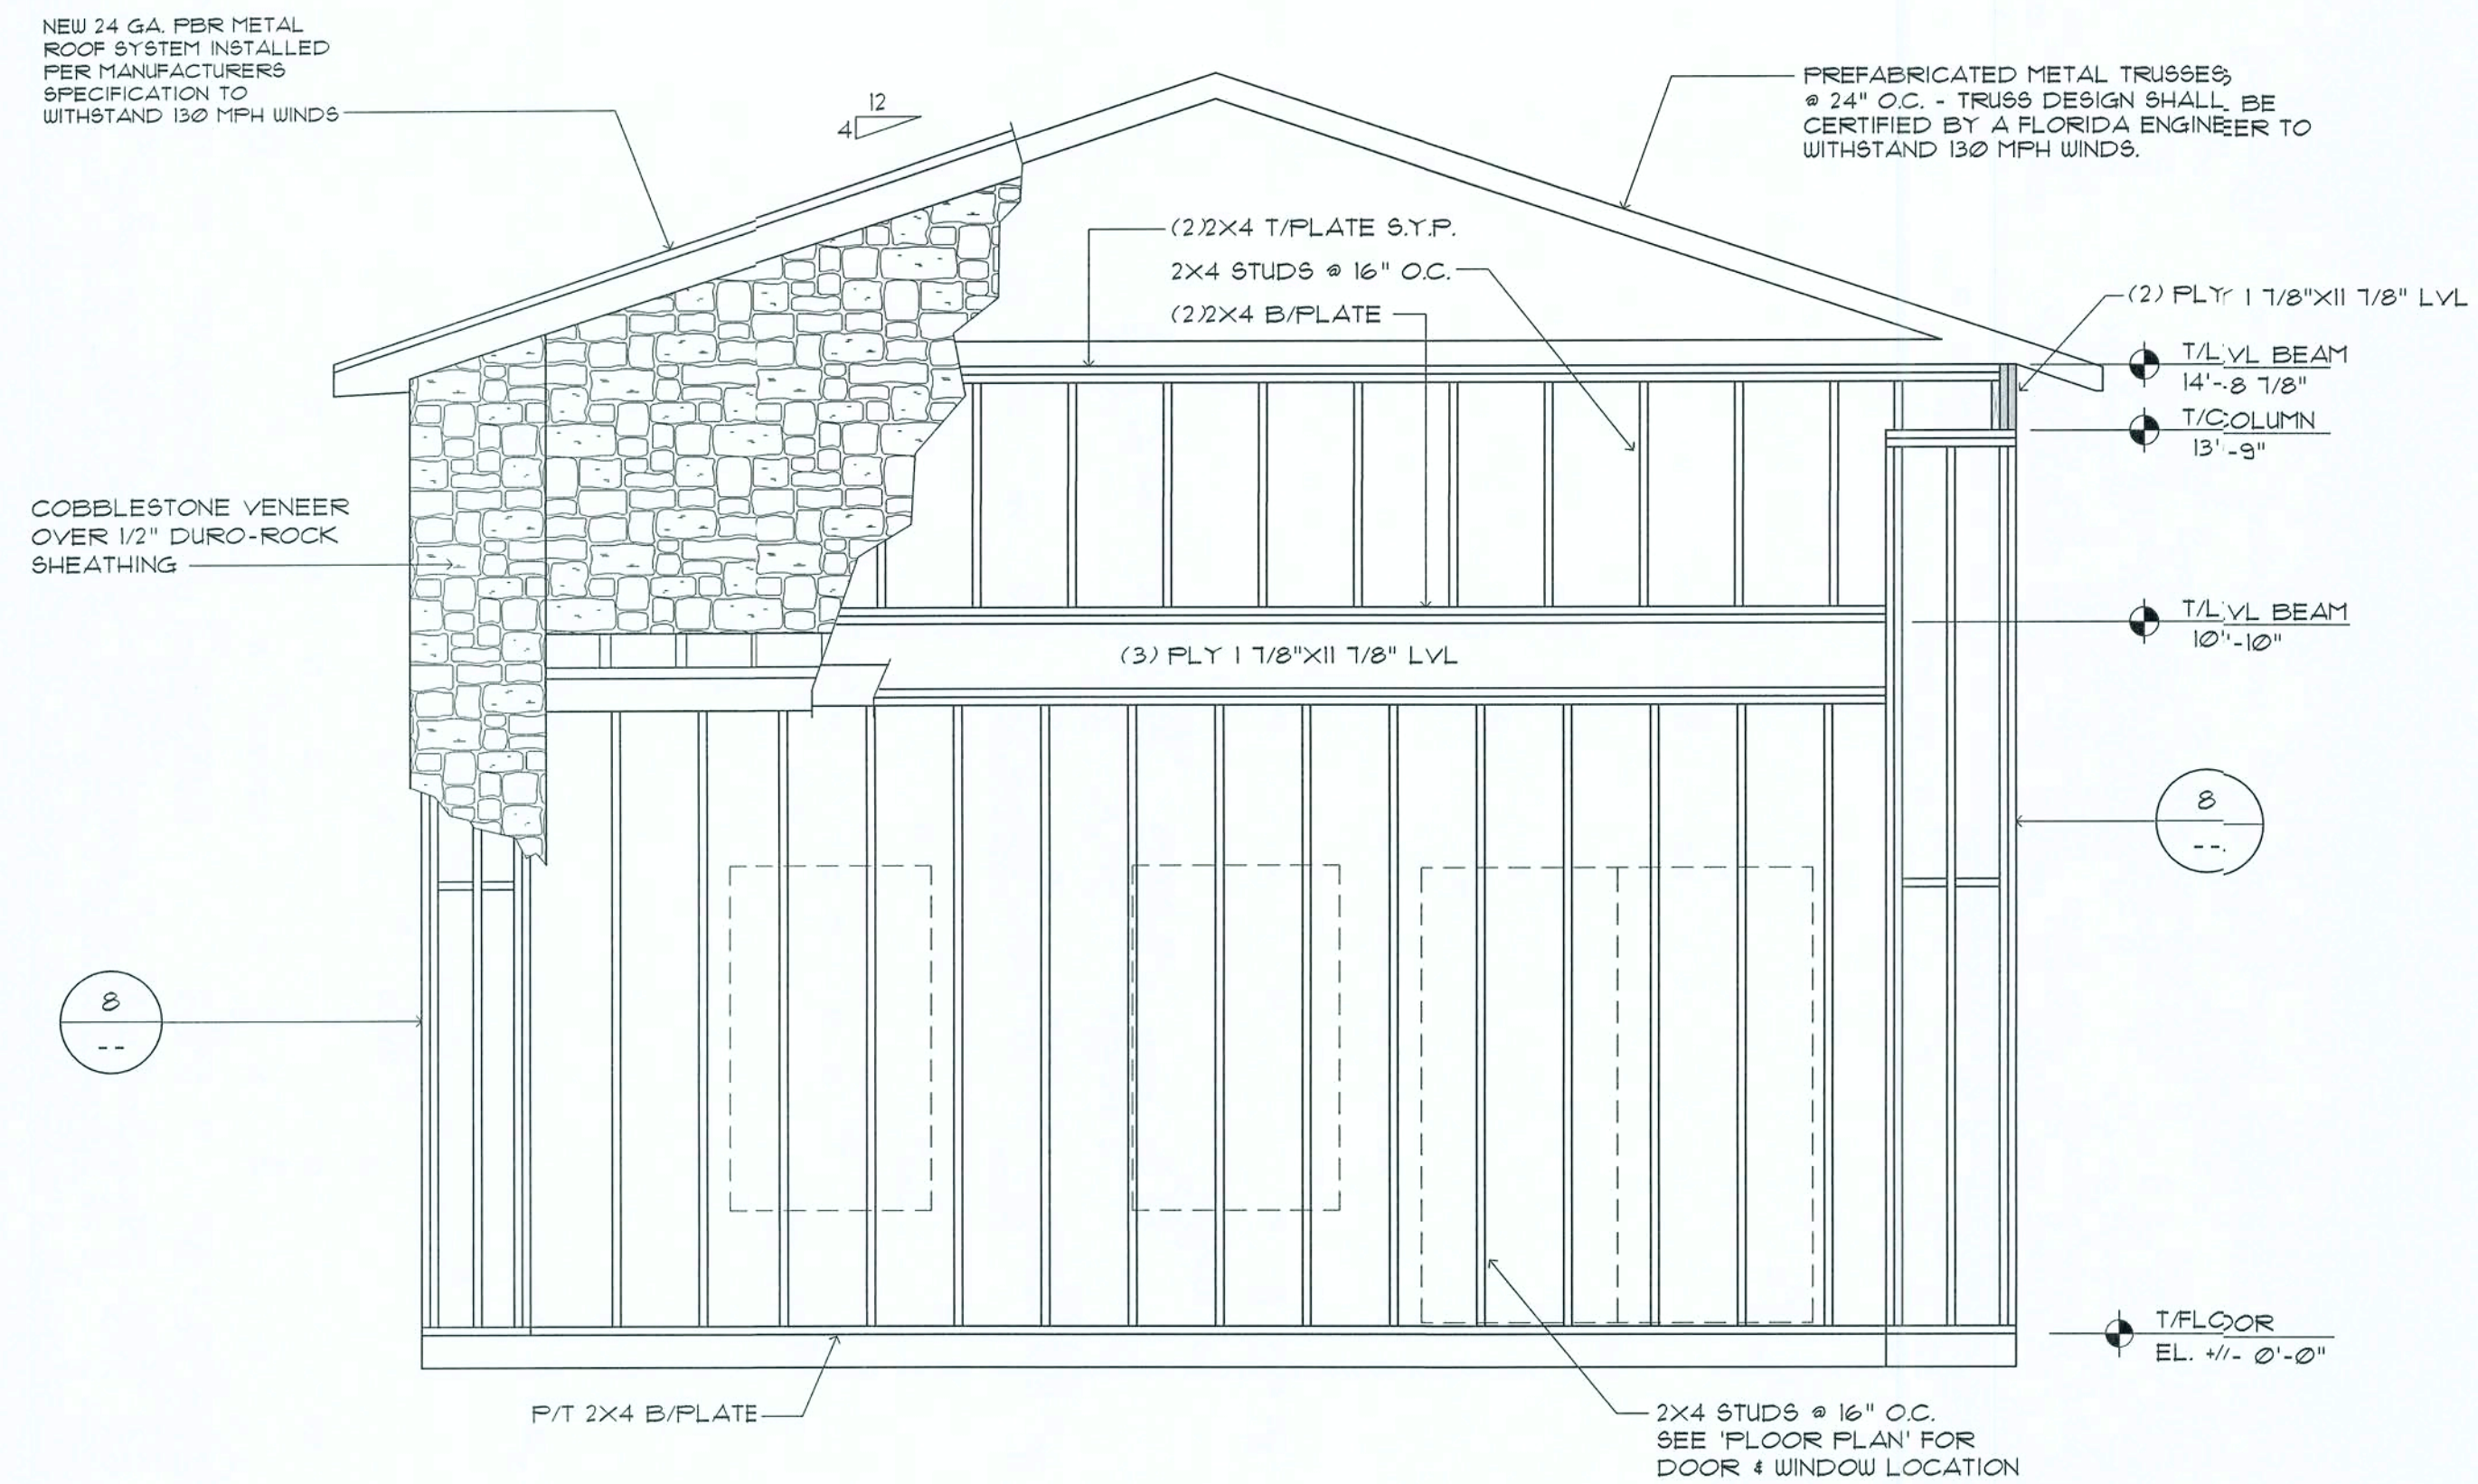 NEW 24 GA. PBR METAL
ROOF SYSTEM INSTALLED
PER MANUFACTURERS
SPECIFICATION TO
WITHSTAND 130 MPH WINDS
12
4
PREFABRICATED METAL TRUSSES
@ 24" O.C. - TRUSS DESIGN SHALL BE
CERTIFIED BY A FLORIDA ENGINEER TO
WITHSTAND 130 MPH WINDS.
(2)2X4 T/PLATE S.Y.P.
2X4 STUDS @ 16" O.C.
(2)2X4 B/PLATE
(2) PLY 1 7/8"X11 7/8" LVL
T/LVL BEAM
14'-8 7/8"
T/COLUMN
13'-9"
COBBLESTONE VENEER
OVER 1/2" DURO-ROCK
SHEATHING
T/LVL BEAM
10'-10"
(3) PLY 1 7/8"X11 7/8" LVL
8
--
8
--
T/FLOOR
EL. +/- 0'-0"
P/T 2X4 B/PLATE
2X4 STUDS @ 16" O.C.
SEE 'PLOOR PLAN' FOR
DOOR & WINDOW LOCATION